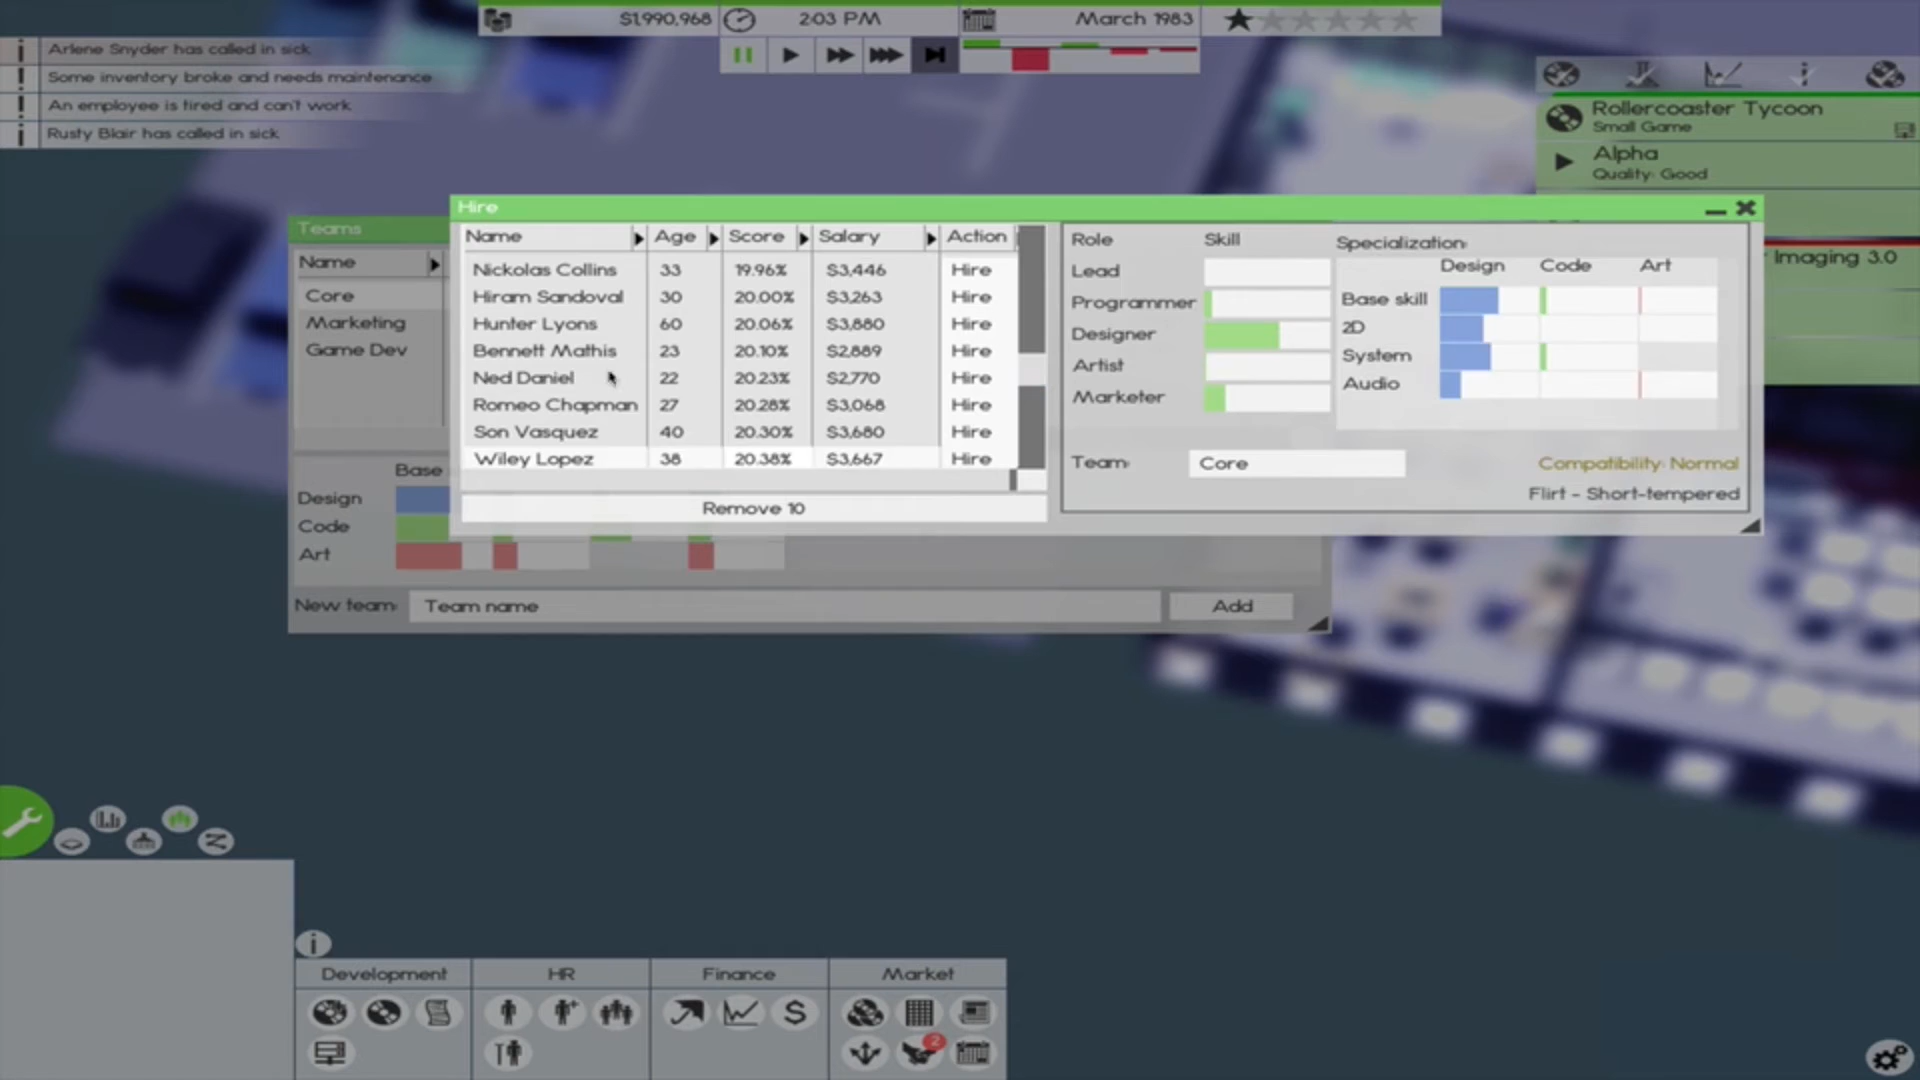 $1,990,968
2:03 PM
March 1983
Arlene Snyder has called in sick
Some inventory broke and needs maintenance
An employee is tired and can't work
Rusty Blair has called in sick
Rollercoaster Tycoon
Small Game
Alpha
Quality: Good
Imaging 3.0
Teams
Name
Core
Marketing
Game Dev
Base
Design
Code
Art
New team: Team name Add
Hire
Name Age Score Salary Action
Nickolas Collins 33 19.96% $3,446 Hire
Hiram Sandoval 30 20.00% $3,263 Hire
Hunter Lyons 60 20.06% $3,880 Hire
Bennett Mathis 23 20.10% $2,889 Hire
Ned Daniel 22 20.23% $2,770 Hire
Romeo Chapman 27 20.28% $3,068 Hire
Son Vasquez 40 20.30% $3,680 Hire
Wiley Lopez 38 20.38% $3,667 Hire
Remove 10
Role Skill
Lead
Programmer
Designer
Artist
Marketer
Specialization:
Design Code Art
Base skill
2D
System
Audio
Team: Core
Compatibility: Normal
Flirt - Short-tempered
Development HR Finance Market
2